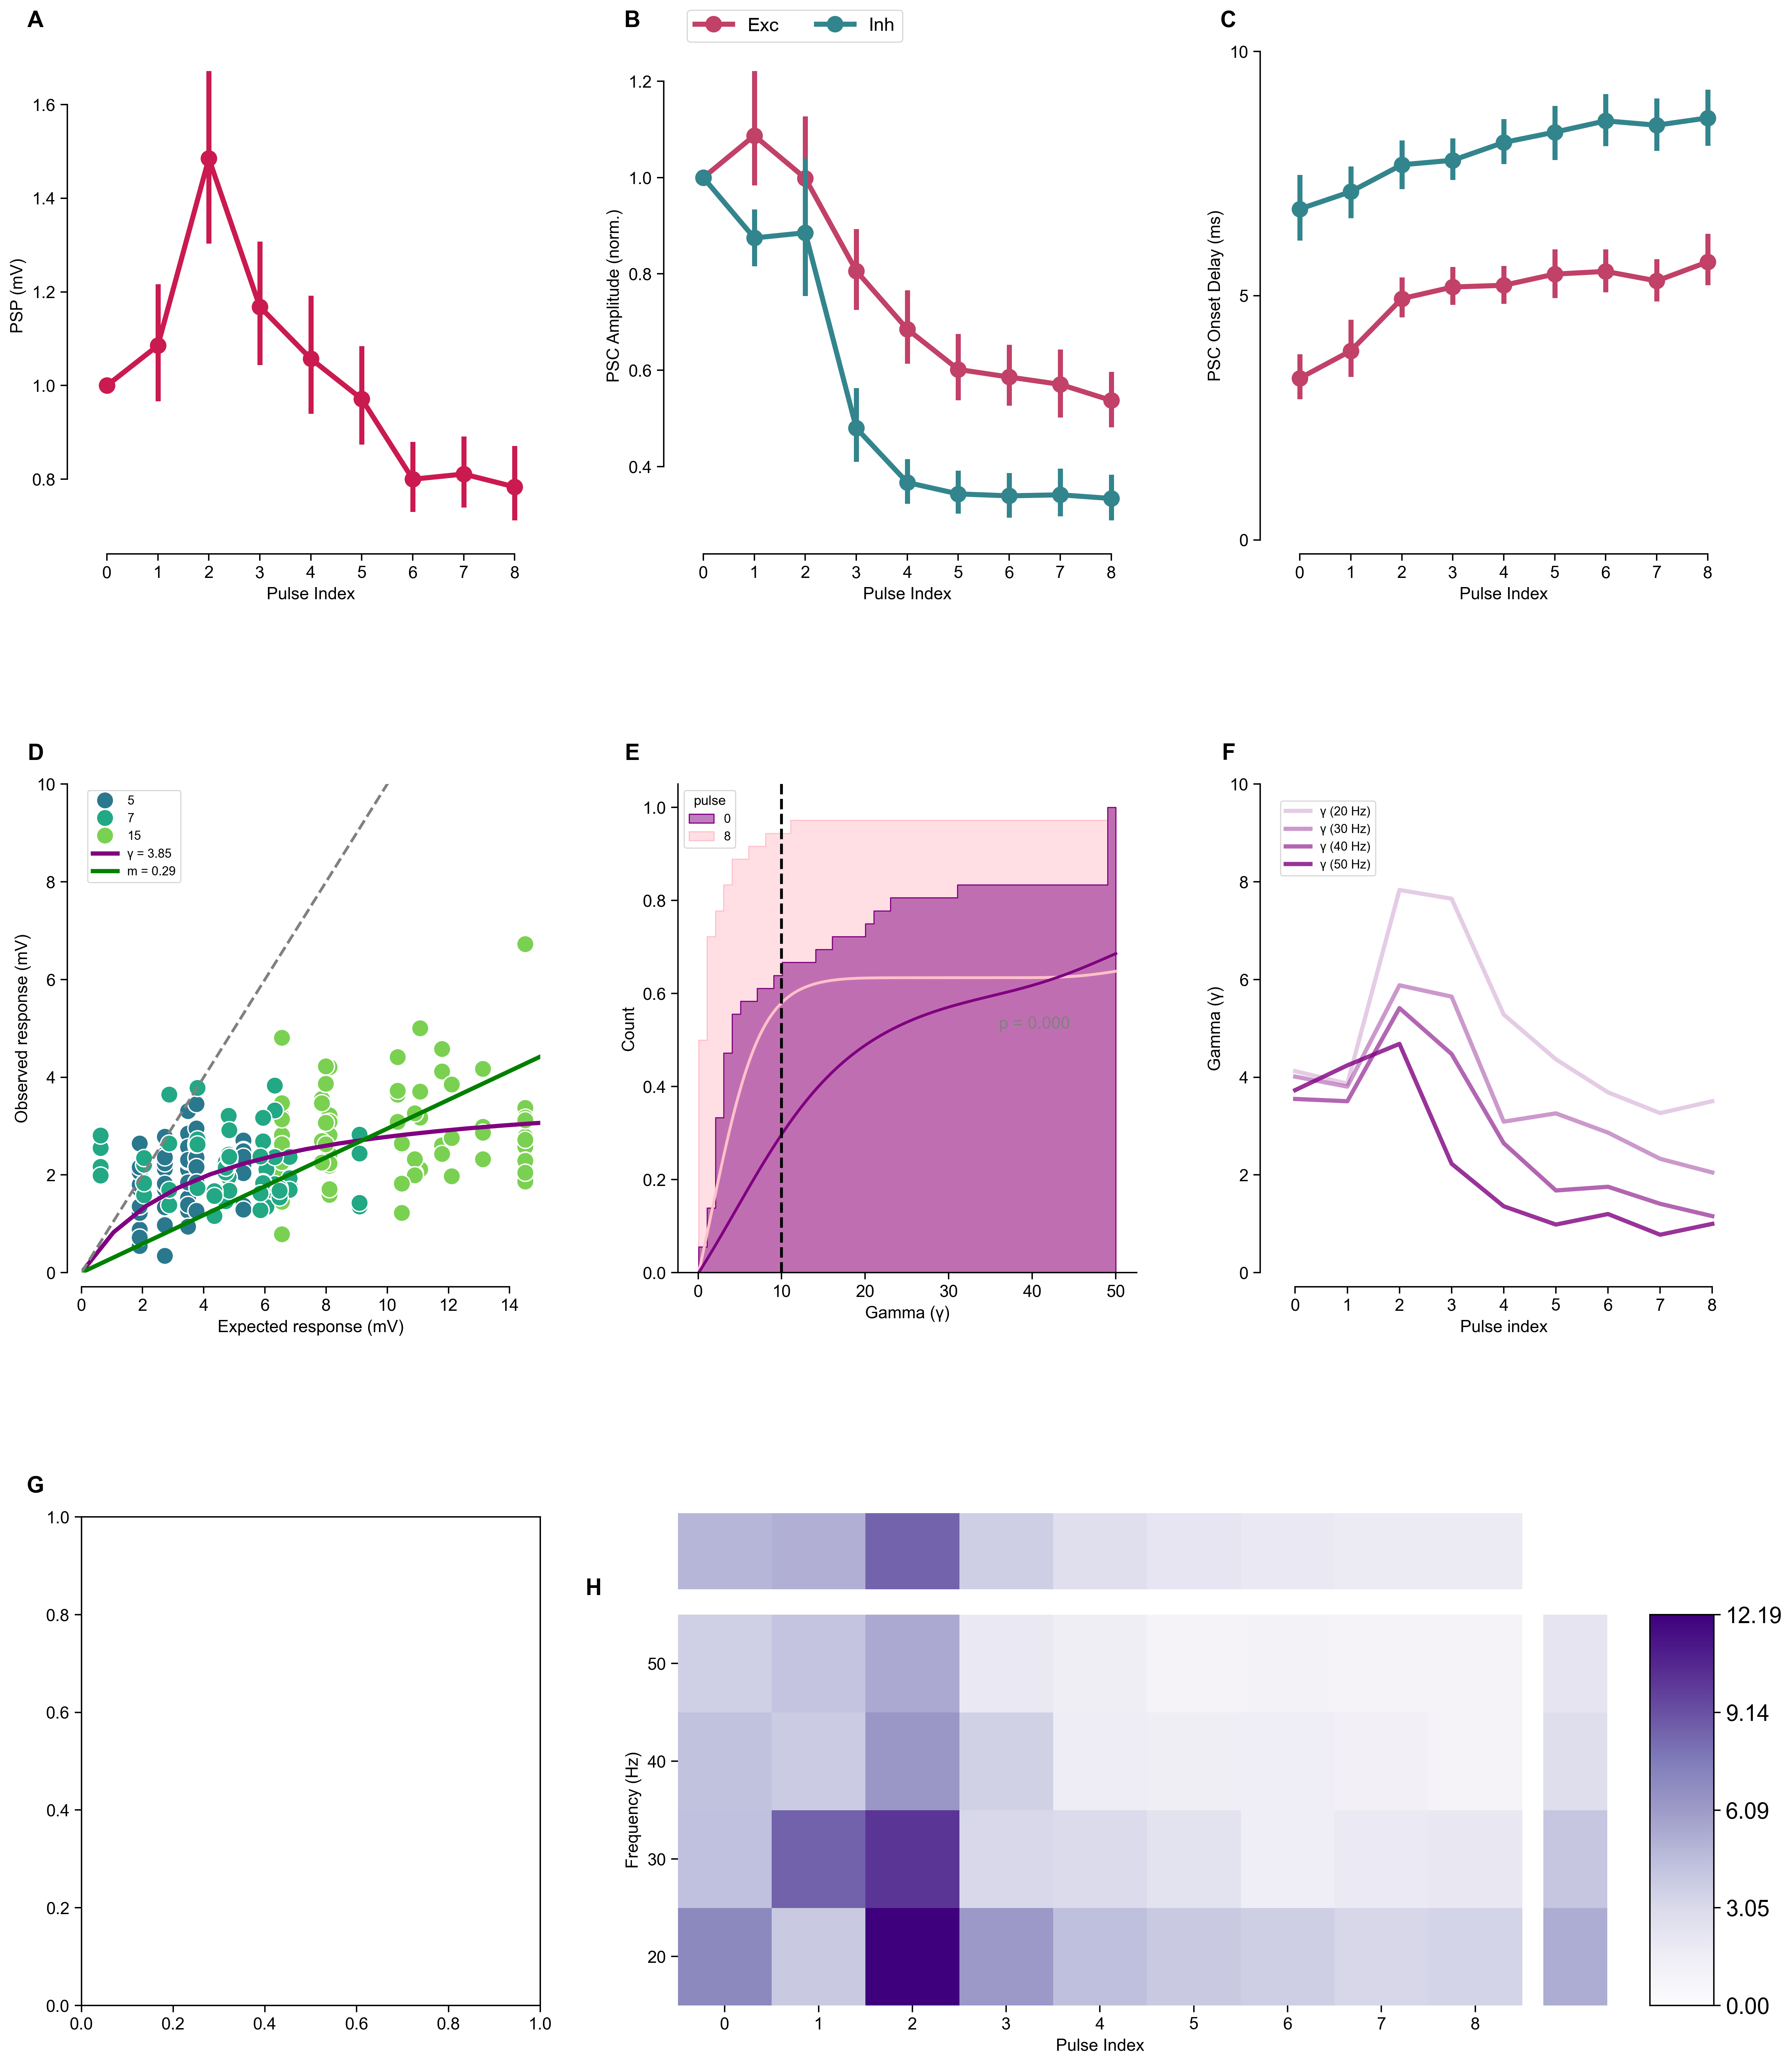 A
PSP (mV)
1.6
1.4
1.2
1.0
0.8
0 1 2 3 4 5 6 7 8
Pulse Index
B
Exc Inh
PSC Amplitude (norm.)
1.2
1.0
0.8
0.6
0.4
0 1 2 3 4 5 6 7 8
Pulse Index
C
PSC Onset Delay (ms)
10
5
0
0 1 2 3 4 5 6 7 8
Pulse Index
D
Observed response (mV)
10
8
6
4
2
0
5
7
15
γ = 3.85
m = 0.29
0 2 4 6 8 10 12 14
Expected response (mV)
E
Count
1.0
0.8
0.6
0.4
0.2
0.0
pulse
0
8
p = 0.000
0 10 20 30 40 50
Gamma (γ)
F
Gamma (γ)
10
8
6
4
2
0
γ (20 Hz)
γ (30 Hz)
γ (40 Hz)
γ (50 Hz)
0 1 2 3 4 5 6 7 8
Pulse index
G
1.0
0.8
0.6
0.4
0.2
0.0
0.0 0.2 0.4 0.6 0.8 1.0
H
Frequency (Hz)
50
40
30
20
0 1 2 3 4 5 6 7 8
Pulse Index
12.19
9.14
6.09
3.05
0.00